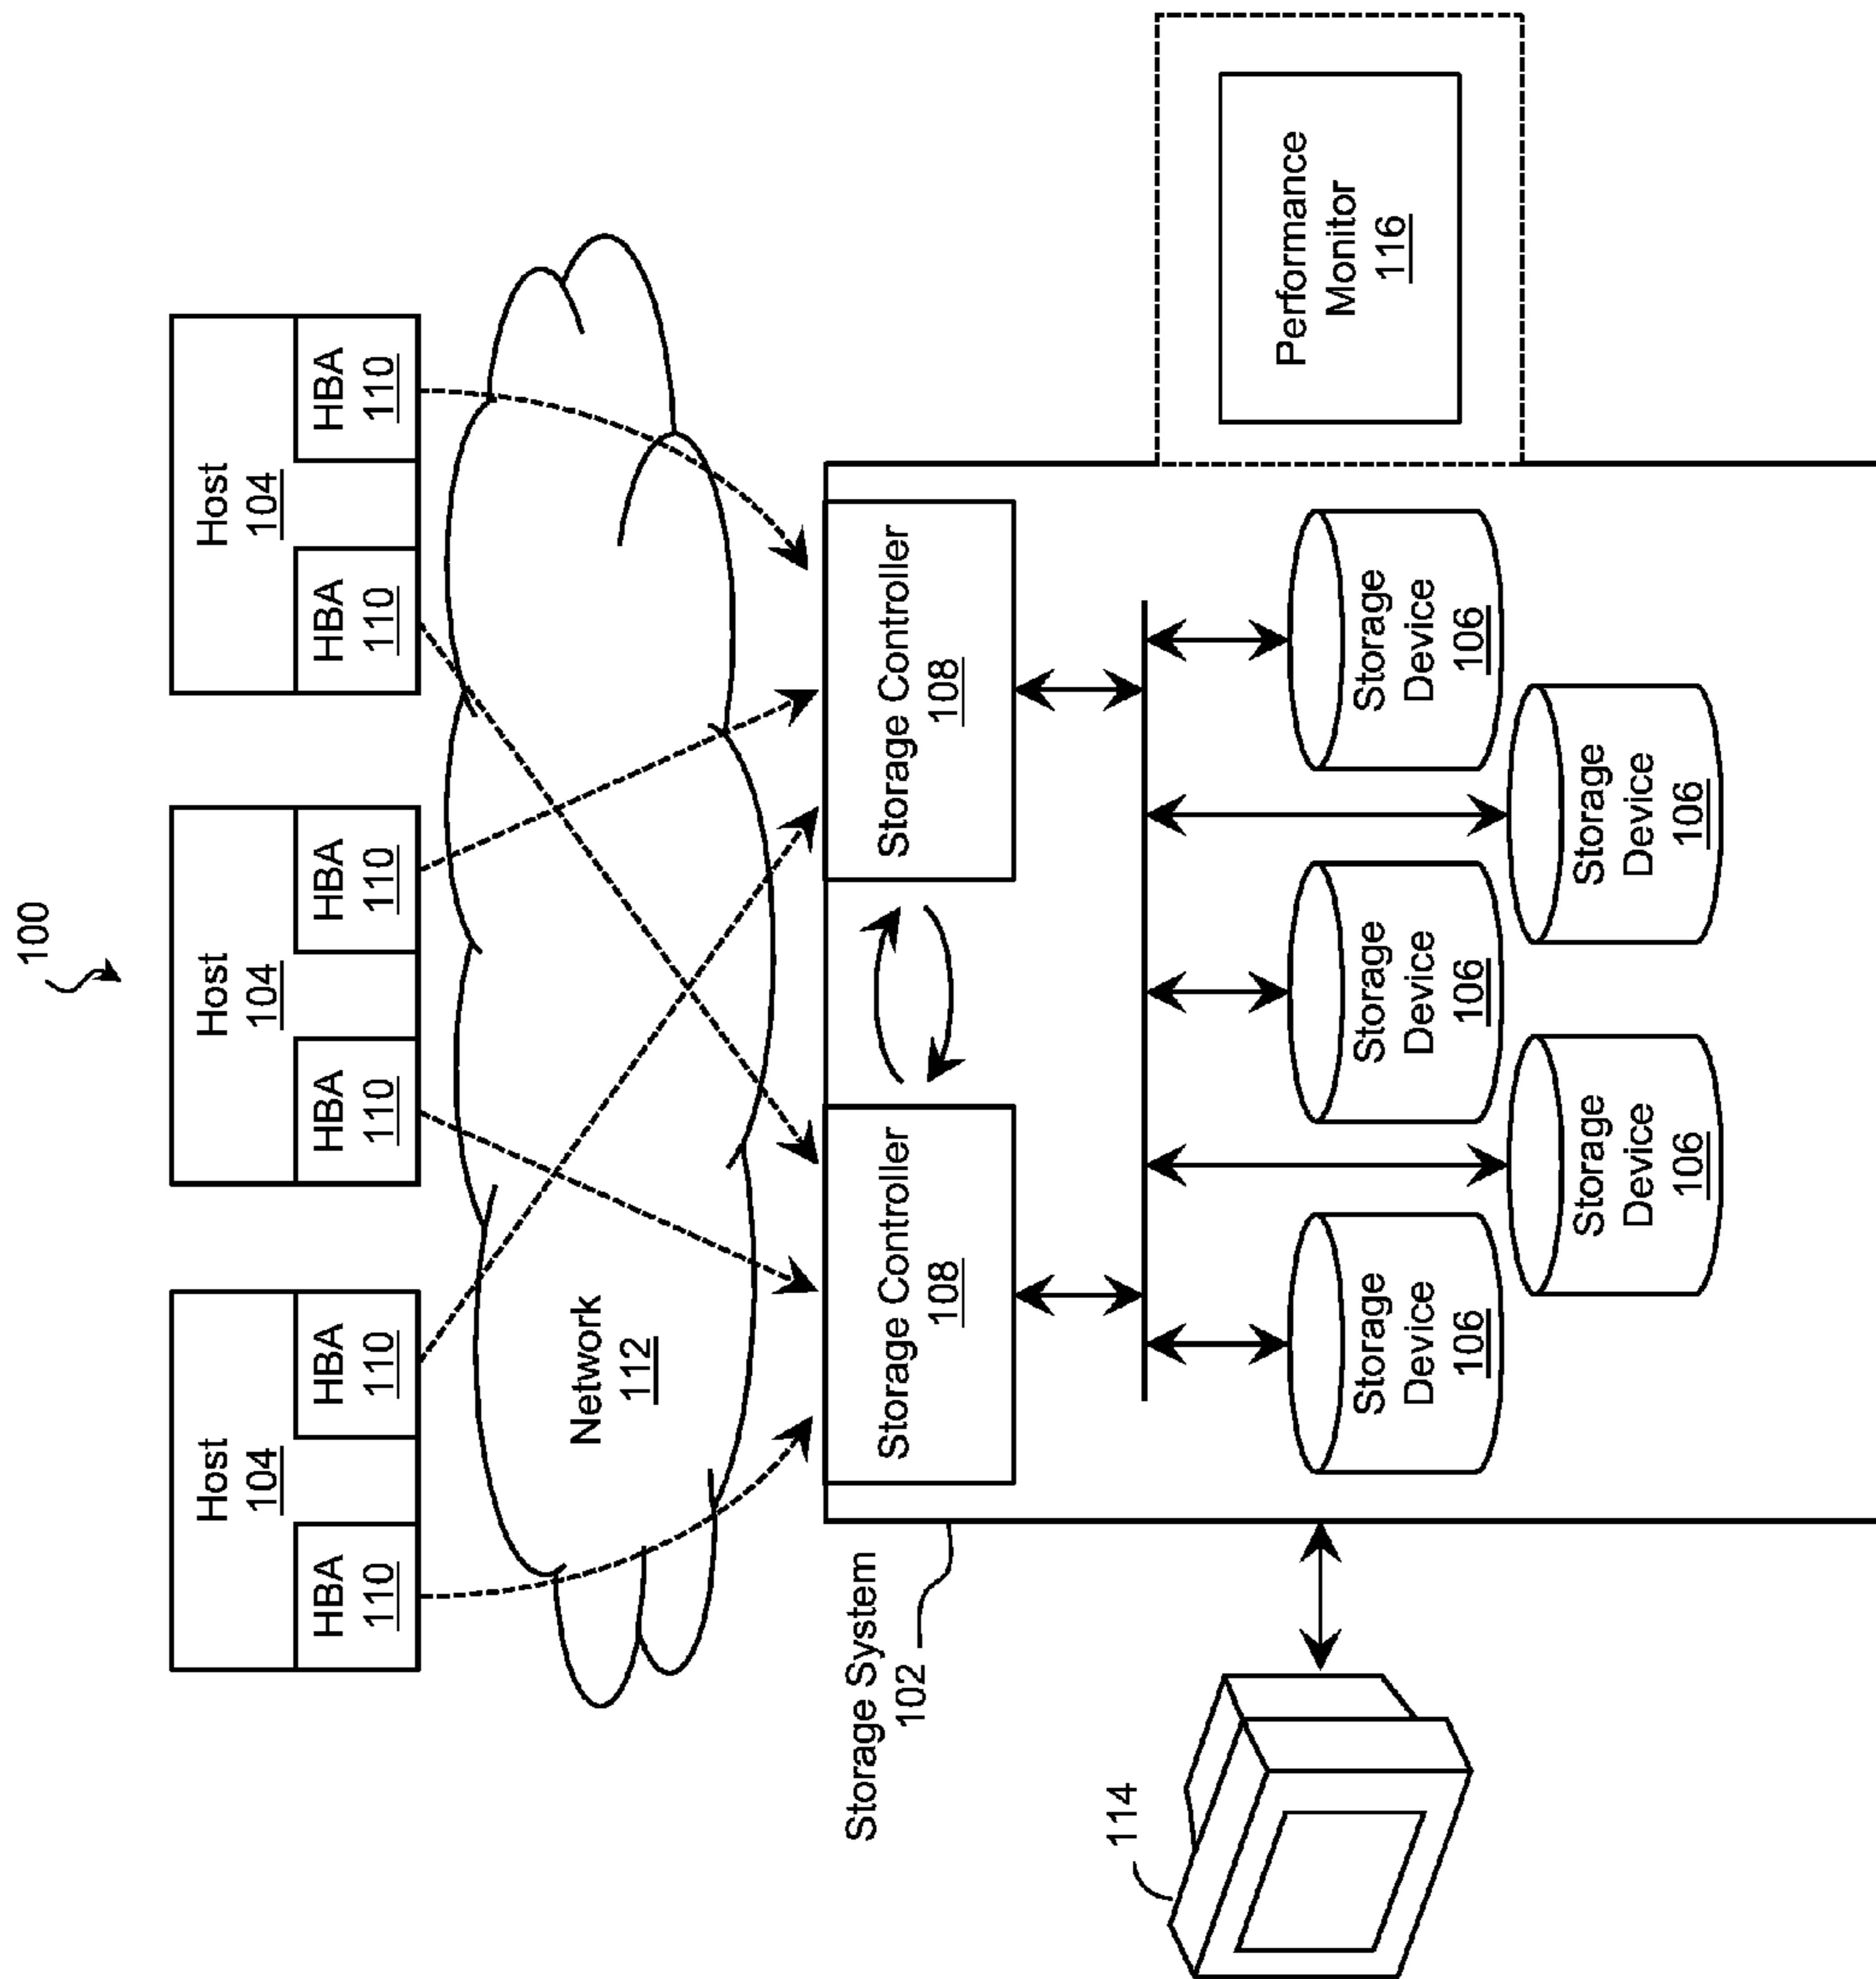 100
Host
104
HBA
110
HBA
110
Host
104
HBA
110
HBA
110
Host
104
HBA
110
HBA
110
Network
112
Storage System
102
Storage Controller
108
Storage Controller
108
Storage
Device
106
Storage
Device
106
Storage
Device
106
Storage
Device
106
Storage
Device
106
114
Performance
Monitor
116